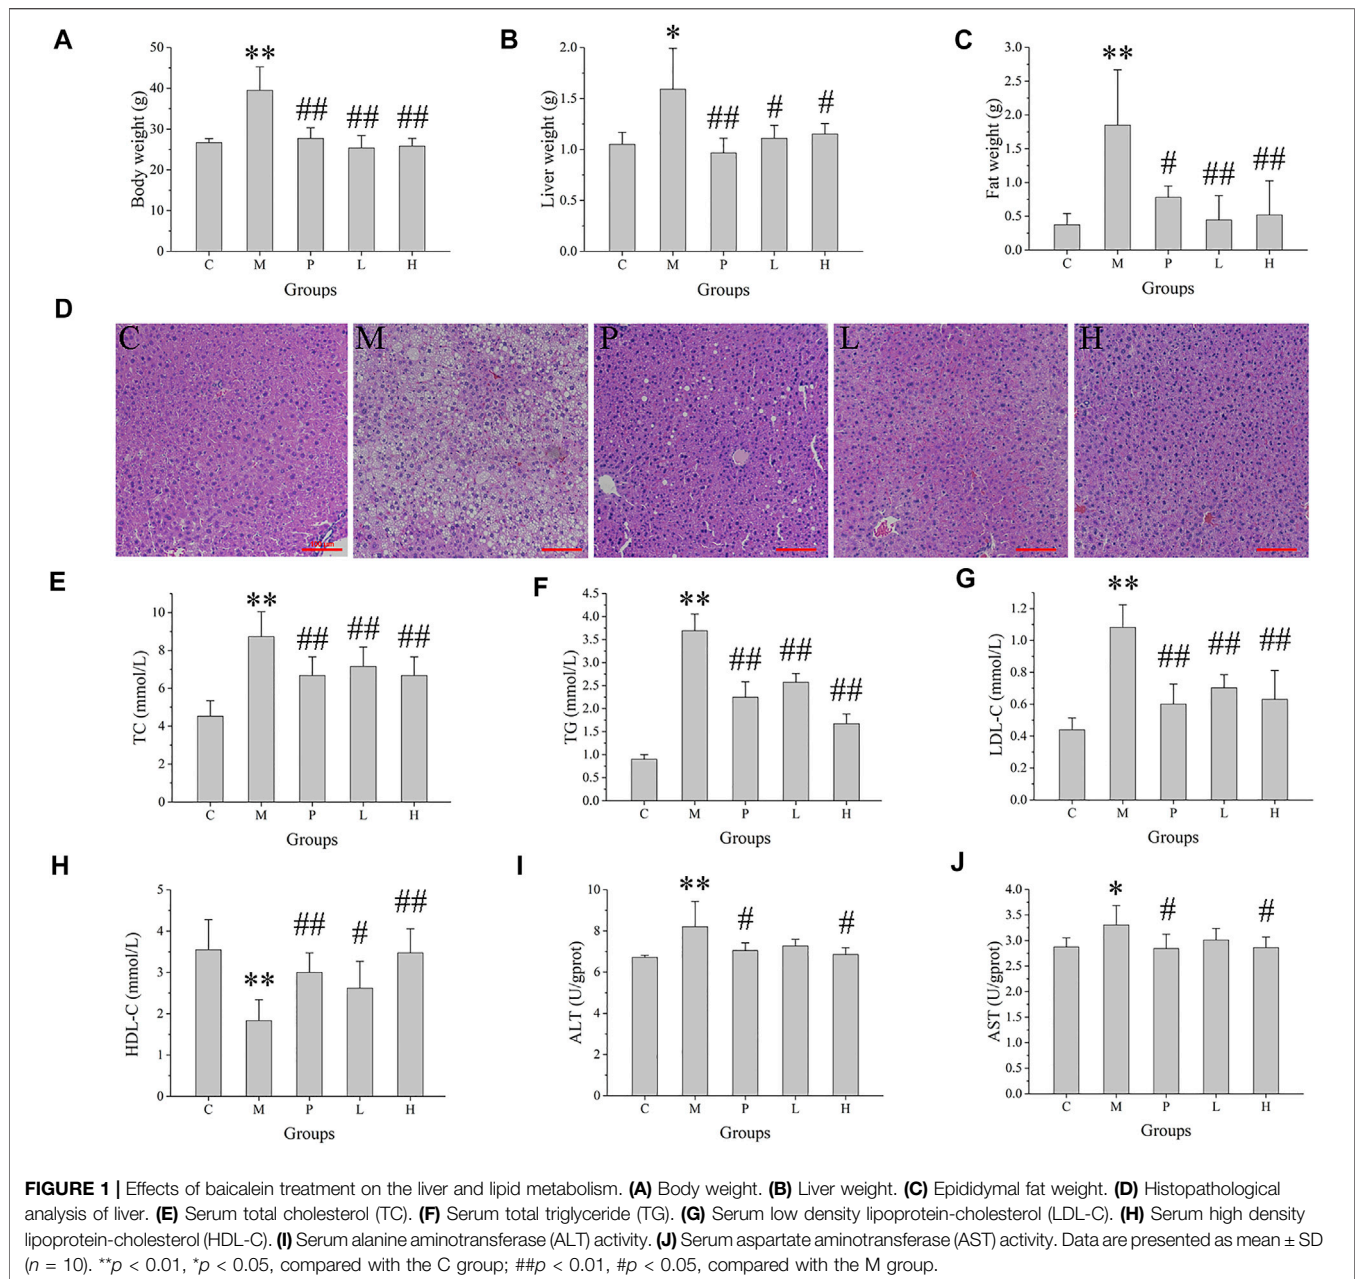 A
B
C
**
*
**
##
##
##
##
#
#
#
##
##
50
40
30
20
10
0
Body weight (g)
C M P L H
Groups
2.0
1.5
1.0
0.5
0.0
Liver weight (g)
C M P L H
Groups
3.0
2.5
2.0
1.5
1.0
0.5
0.0
Fat weight (g)
C M P L H
Groups
D
C
M
P
L
H
E
10
8
6
4
2
0
TC (mmol/L)
**
##
##
##
C M P L H
Groups
F
4.5
4.0
3.5
3.0
2.5
2.0
1.5
1.0
0.5
0.0
TG (mmol/L)
**
##
##
##
C M P L H
Groups
G
1.2
1.0
0.8
0.6
0.4
0.2
0.0
LDL-C (mmol/L)
**
##
##
##
C M P L H
Groups
H
5
4
3
2
1
0
HDL-C (mmol/L)
**
##
#
##
C M P L H
Groups
I
10
8
6
4
2
0
ALT (U/gprot)
**
#
#
C M P L H
Groups
J
4.0
3.5
3.0
2.5
2.0
1.5
1.0
0.5
0.0
AST (U/gprot)
*
#
#
C M P L H
Groups
FIGURE 1 | Effects of baicalein treatment on the liver and lipid metabolism. (A) Body weight. (B) Liver weight. (C) Epididymal fat weight. (D) Histopathological
analysis of liver. (E) Serum total cholesterol (TC). (F) Serum total triglyceride (TG). (G) Serum low density lipoprotein-cholesterol (LDL-C). (H) Serum high density
lipoprotein-cholesterol (HDL-C). (I) Serum alanine aminotransferase (ALT) activity. (J) Serum aspartate aminotransferase (AST) activity. Data are presented as mean ± SD
(n = 10). **p < 0.01, *p < 0.05, compared with the C group; ##p < 0.01, #p < 0.05, compared with the M group.